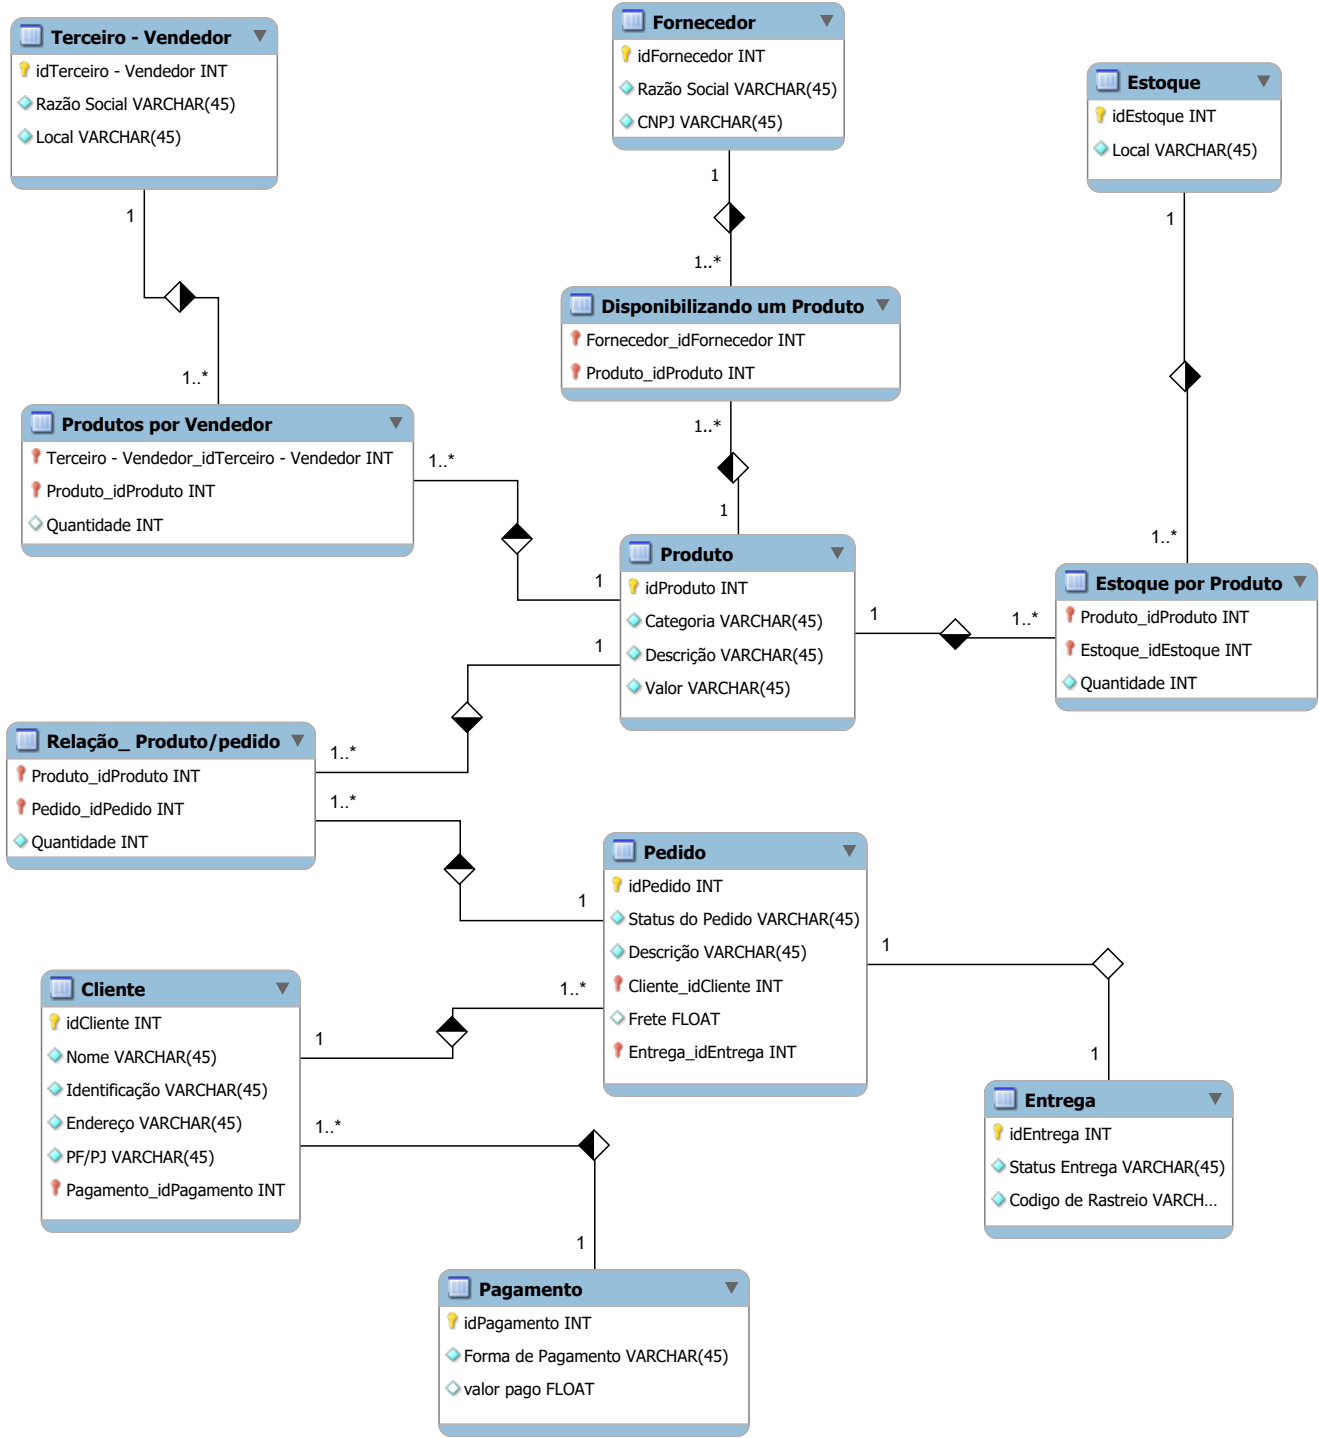 Terceiro - Vendedor
idTerceiro - Vendedor INT
Razão Social VARCHAR(45)
Local VARCHAR(45)
Fornecedor
idFornecedor INT
Razão Social VARCHAR(45)
CNPJ VARCHAR(45)
Estoque
idEstoque INT
Local VARCHAR(45)
1
1..*
1
1..*
1
1..*
Disponibilizando um Produto
Fornecedor_idFornecedor INT
Produto_idProduto INT
1..*
1
Produtos por Vendedor
Terceiro - Vendedor_idTerceiro - Vendedor INT
Produto_idProduto INT
Quantidade INT
1..*
1
Produto
idProduto INT
Categoria VARCHAR(45)
Descrição VARCHAR(45)
Valor VARCHAR(45)
1
1..*
Estoque por Produto
Produto_idProduto INT
Estoque_idEstoque INT
Quantidade INT
1
1..*
Relação_ Produto/pedido
Produto_idProduto INT
Pedido_idPedido INT
Quantidade INT
1..*
1
Pedido
idPedido INT
Status do Pedido VARCHAR(45)
Descrição VARCHAR(45)
Cliente_idCliente INT
Frete FLOAT
Entrega_idEntrega INT
1
1
Cliente
idCliente INT
Nome VARCHAR(45)
Identificação VARCHAR(45)
Endereço VARCHAR(45)
PF/PJ VARCHAR(45)
Pagamento_idPagamento INT
1
1..*
1..*
1
Entrega
idEntrega INT
Status Entrega VARCHAR(45)
Codigo de Rastreio VARCH...
Pagamento
idPagamento INT
Forma de Pagamento VARCHAR(45)
valor pago FLOAT